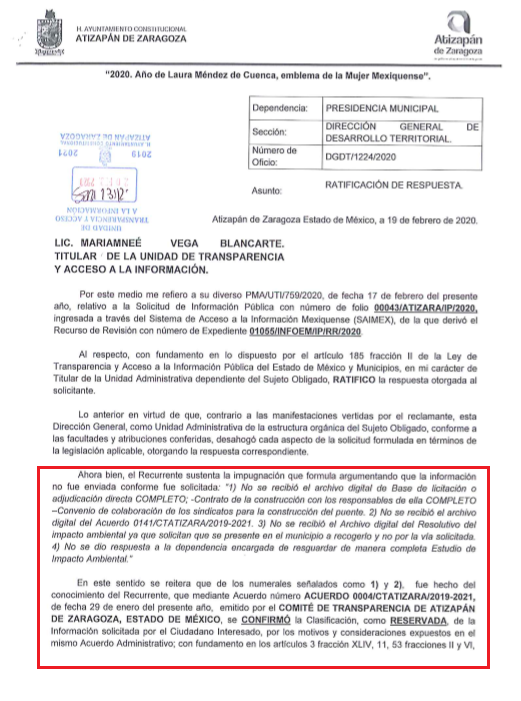 H. AYUNTAMIENTO CONSTITUCIONAL
ATIZAPÁN DE ZARAGOZA
Atizapán
de Zaragoza
"2020. Año de Laura Méndez de Cuenca, emblema de la Mujer Mexiquense".
Dependencia: PRESIDENCIA MUNICIPAL
Sección: DIRECCIÓN GENERAL DE DESARROLLO TERRITORIAL.
Número de Oficio: DGDT/1224/2020
Asunto: RATIFICACIÓN DE RESPUESTA.
ATIZAPAN DE ZARAGOZA
2019 2021
UNIDAD DE
TRANSPARENCIA Y ACCESO
A LA INFORMACION
Atizapán de Zaragoza Estado de México, a 19 de febrero de 2020.
LIC. MARIAMNEÉ VEGA BLANCARTE.
TITULAR DE LA UNIDAD DE TRANSPARENCIA
Y ACCESO A LA INFORMACIÓN.
Por este medio me refiero a su diverso PMA/UTI/759/2020, de fecha 17 de febrero del presente
año, relativo a la Solicitud de Información Pública con número de folio 00043/ATIZARA/IP/2020,
ingresada a través del Sistema de Acceso a la Información Mexiquense (SAIMEX), de la que derivó el
Recurso de Revisión con número de Expediente 01055/INFOEM/IP/RR/2020.
Al respecto, con fundamento en lo dispuesto por el artículo 185 fracción II de la Ley de
Transparencia y Acceso a la Información Pública del Estado de México y Municipios, en mi carácter de
Titular de la Unidad Administrativa dependiente del Sujeto Obligado, RATIFICO la respuesta otorgada al
solicitante.
Lo anterior en virtud de que, contrario a las manifestaciones vertidas por el reclamante, esta
Dirección General, como Unidad Administrativa de la estructura orgánica del Sujeto Obligado, conforme a
las facultades y atribuciones conferidas, desahogó cada aspecto de la solicitud formulada en términos de
la legislación aplicable, otorgando la respuesta correspondiente.
Ahora bien, el Recurrente sustenta la impugnación que formula argumentando que la información
no fue enviada conforme fue solicitada: "1) No se recibió el archivo digital de Base de licitación o
adjudicación directa COMPLETO; -Contrato de la construcción con los responsables de ella COMPLETO
–Convenio de colaboración de los sindicatos para la construcción del puente. 2) No se recibió el archivo
digital del Acuerdo 0141/CTATIZARA/2019-2021. 3) No se recibió el Archivo digital del Resolutivo del
impacto ambiental ya que solicitan que se presente en el municipio a recogerlo y no por la vía solicitada.
4) No se dio respuesta a la dependencia encargada de resguardar de manera completa Estudio de
Impacto Ambiental."
En este sentido se reitera que de los numerales señalados como 1) y 2), fue hecho del
conocimiento del Recurrente, que mediante Acuerdo número ACUERDO 0004/CTATIZARA/2019-2021,
de fecha 29 de enero del presente año, emitido por el COMITÉ DE TRANSPARENCIA DE ATIZAPÁN
DE ZARAGOZA, ESTADO DE MÉXICO, se CONFIRMÓ la Clasificación, como RESERVADA, de la
Información solicitada por el Ciudadano Interesado, por los motivos y consideraciones expuestos en el
mismo Acuerdo Administrativo; con fundamento en los artículos 3 fracción XLIV, 11, 53 fracciones II y VI,